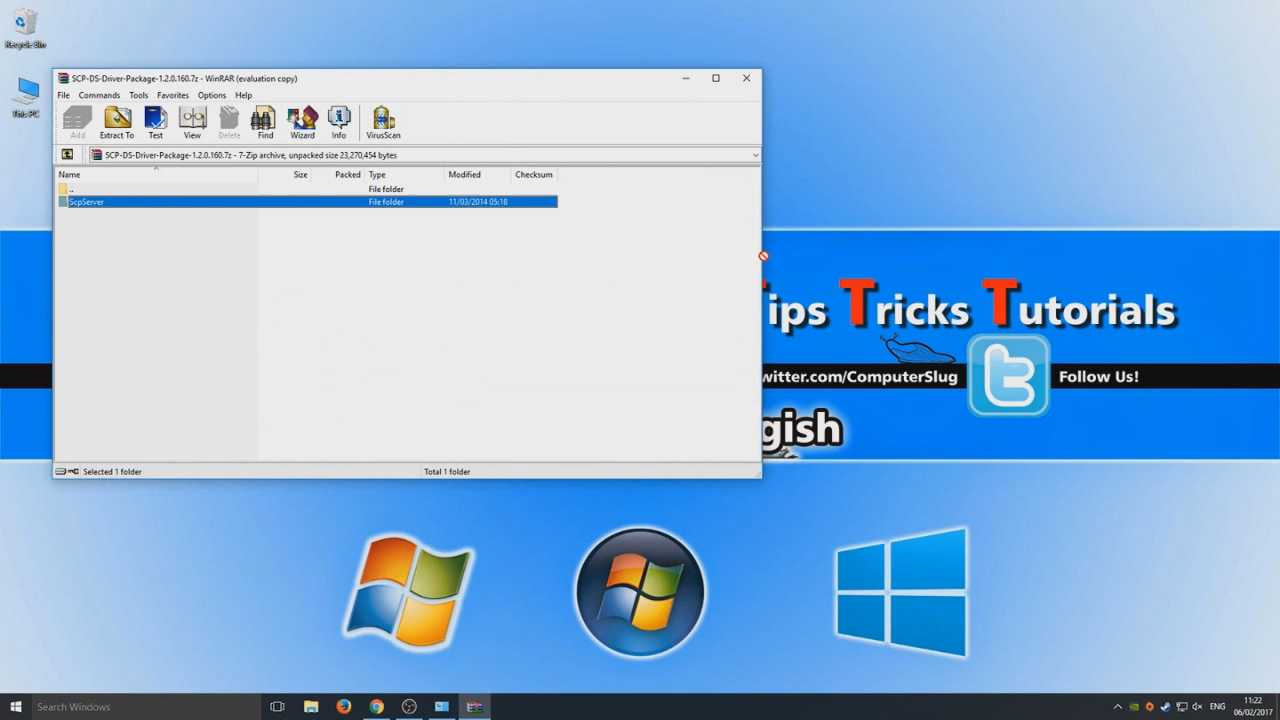 Recycle Bin
This PC
SCP-DS-Driver-Package-1.2.0.160.7z - WinRAR (evaluation copy)
File Commands Tools Favorites Options Help
Add Extract To Test View Delete Find Wizard Info VirusScan
SCP-DS-Driver-Package-1.2.0.160.7z - 7-Zip archive, unpacked size 23,270,454 bytes
Name Size Packed Type Modified Checksum
.. File folder
ScpServer File folder 11/03/2014 05:18
Selected 1 folder Total 1 folder
ips Tricks Tutorials
witter.com/ComputerSlug Follow Us!
gish
Search Windows
ENG
11:22
06/02/2017